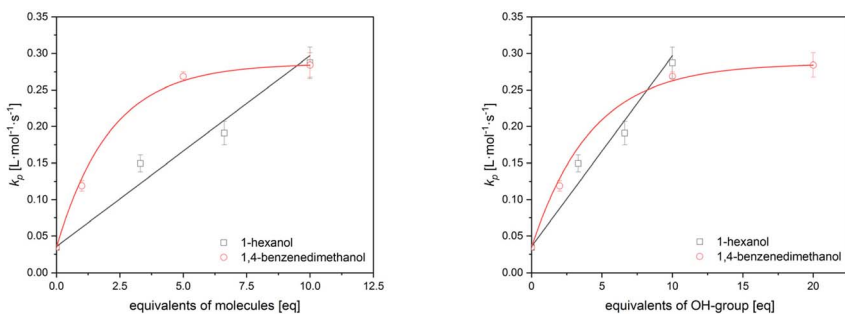 0.35
0.30
0.25
0.20
0.15
0.10
0.05
0.00
kₚ [L·mol⁻¹·s⁻¹]
1-hexanol
1,4-benzenedimethanol
0.0 2.5 5.0 7.5 10.0 12.5
equivalents of molecules [eq]
0.35
0.30
0.25
0.20
0.15
0.10
0.05
0.00
kₚ [L·mol⁻¹·s⁻¹]
1-hexanol
1,4-benzenedimethanol
0 5 10 15 20
equivalents of OH-group [eq]